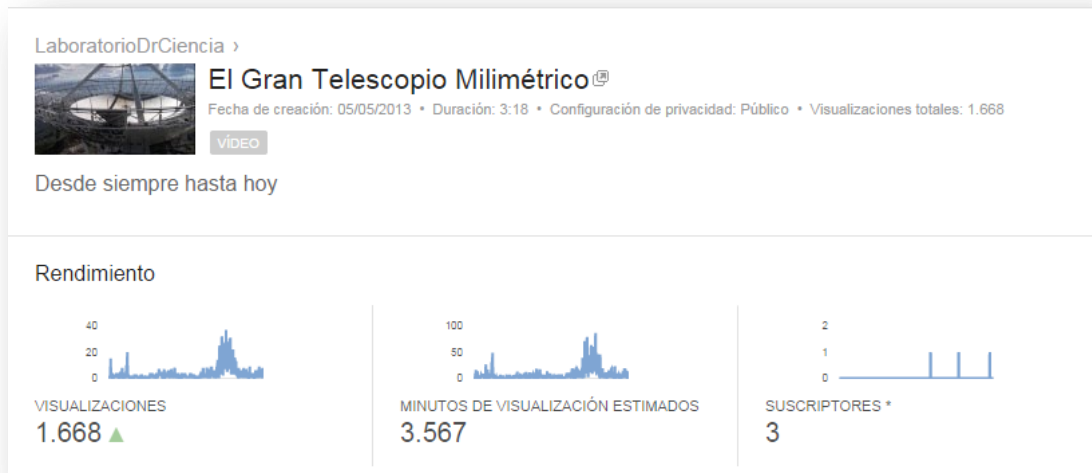 LaboratorioDrCiencia ›
El Gran Telescopio Milimétrico
Fecha de creación: 05/05/2013 • Duración: 3:18 • Configuración de privacidad: Público • Visualizaciones totales: 1.668
VÍDEO
Desde siempre hasta hoy
Rendimiento
40
20
0
VISUALIZACIONES
1.668
100
50
0
MINUTOS DE VISUALIZACIÓN ESTIMADOS
3.567
2
1
0
SUSCRIPTORES *
3